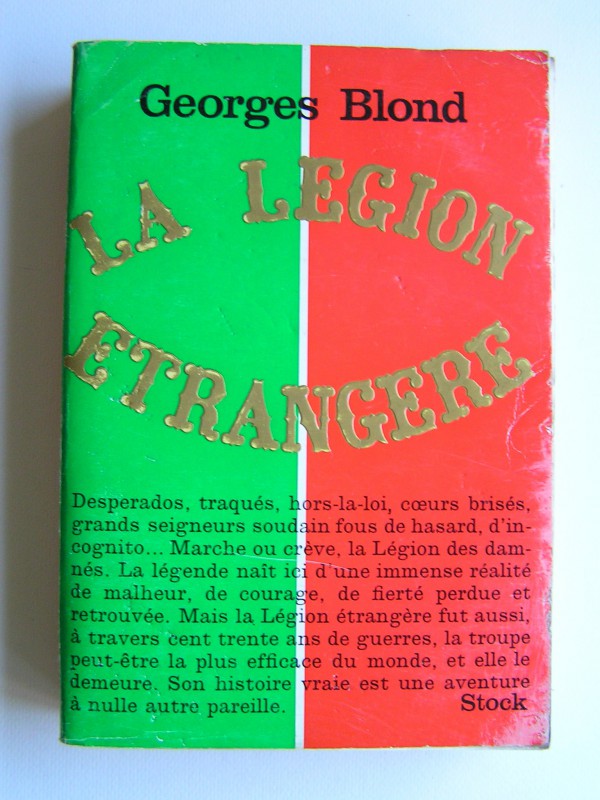 Georges Blond
LA LEGION
ETRANGERE
Desperados, traqués, hors-la-loi, cœurs brisés,
grands seigneurs soudain fous de hasard, d'in-
cognito... Marche ou crève, la Légion des dam-
nés. La légende naît ici d'une immense réalité
de malheur, de courage, de fierté perdue et
retrouvée. Mais la Légion étrangère fut aussi,
à travers cent trente ans de guerres, la troupe
peut-être la plus efficace du monde, et elle le
demeure. Son histoire vraie est une aventure
à nulle autre pareille.
Stock